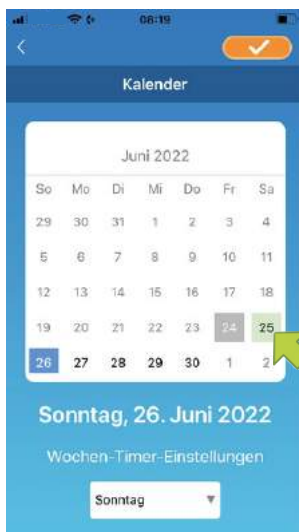 08:19
Kalender
Juni 2022
So Mo Di Mi Do Fr Sa
29 30 31 1 2 3 4
5 6 7 8 9 10 11
12 13 14 15 16 17 18
19 20 21 22 23 24 25
26 27 28 29 30 1 2
Sonntag, 26. Juni 2022
Wochen-Timer-Einstellungen
Sonntag